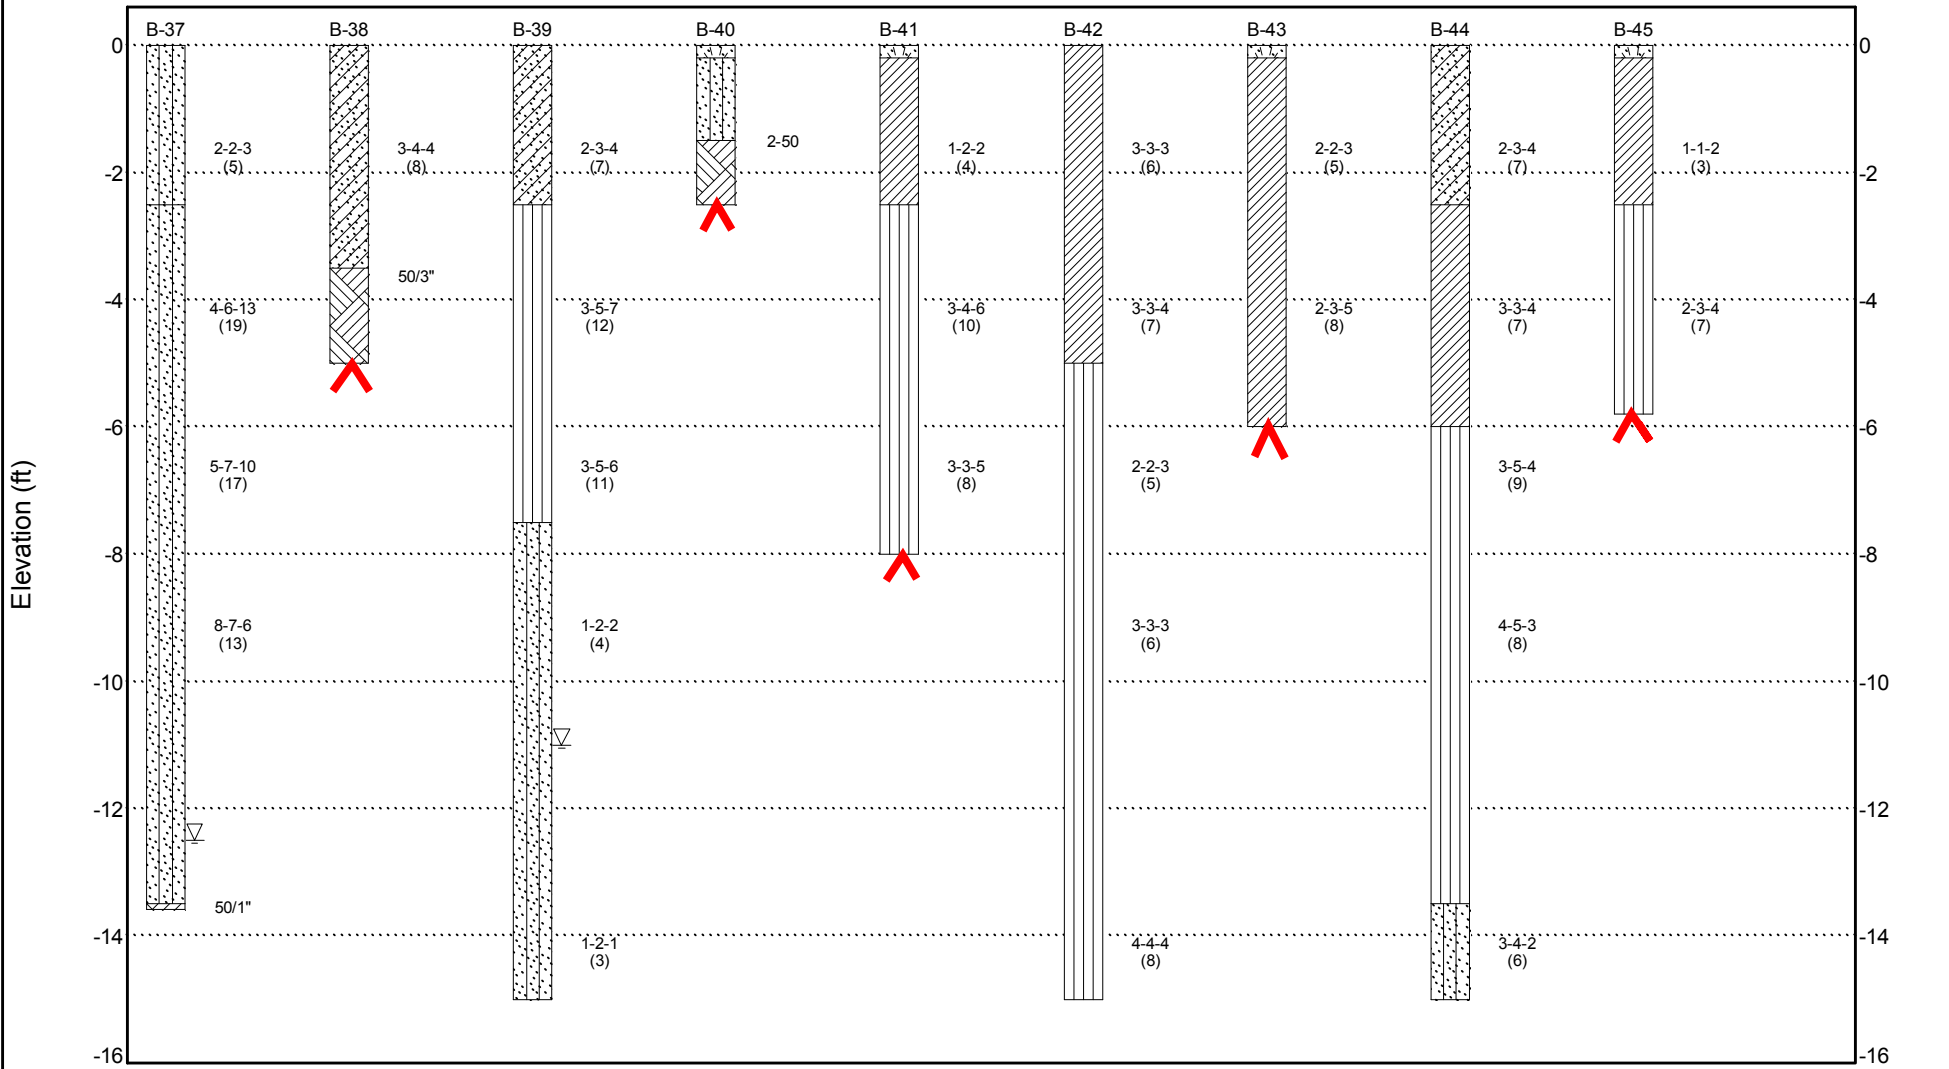 B-37 B-38 B-39 B-40 B-41 B-42 B-43 B-44 B-45
0 0
2-50
2-2-3 3-4-4 2-3-4 1-2-2 3-3-3 2-2-3 2-3-4 1-1-2
(5) (8) (7) (4) (6) (5) (7) (3)
-2 -2
50/3"
-4 -4
4-6-13 3-5-7 3-4-6 3-3-4 2-3-5 3-3-4 2-3-4
(19) (12) (10) (7) (8) (7) (7)
-6 -6
5-7-10 3-5-6 3-3-5 2-2-3 3-5-4
(17) (11) (8) (5) (9)
-8 -8
Elevation (ft)
8-7-6 1-2-2 3-3-3 4-5-3
(13) (4) (6) (8)
-10 -10
-12 -12
50/1"
-14 -14
1-2-1 4-4-4 3-4-2
(3) (8) (6)
-16 -16